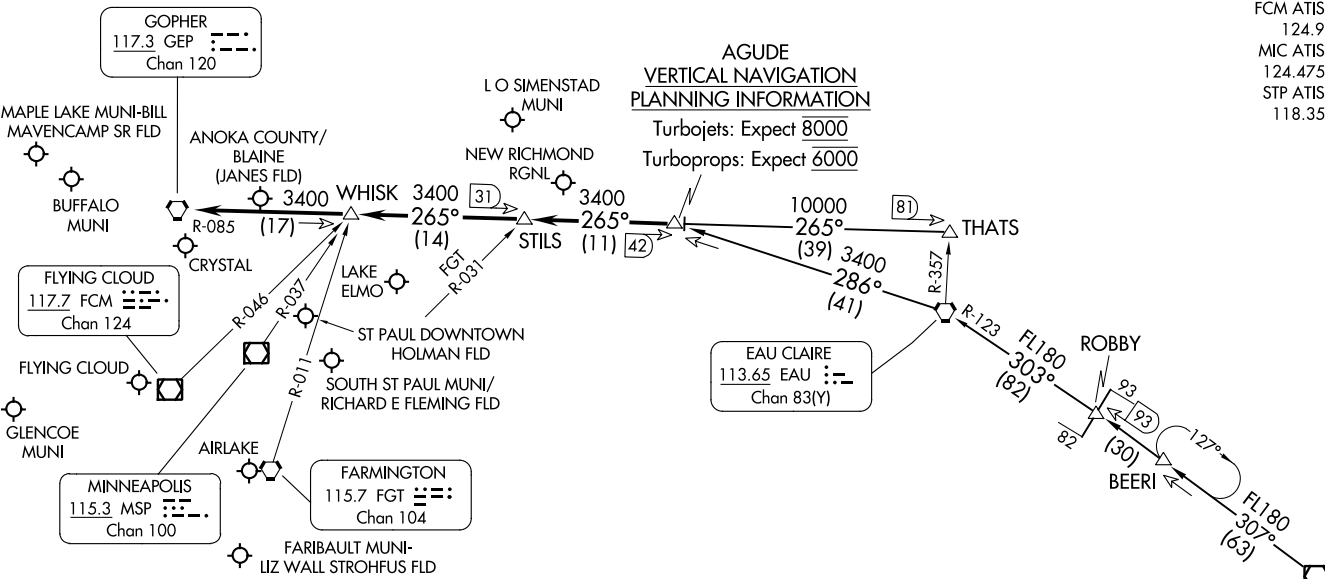 FCM ATIS
124.9
MIC ATIS
124.475
STP ATIS
118.35
GOPHER
117.3 GEP
Chan 120
AGUDE
VERTICAL NAVIGATION
PLANNING INFORMATION
Turbojets: Expect 8000
Turboprops: Expect 6000
L O SIMENSTAD
MUNI
MAPLE LAKE MUNI-BILL
MAVENCAMP SR FLD
ANOKA COUNTY/
BLAINE
(JANES FLD)
NEW RICHMOND
RGNL
BUFFALO
MUNI
R-085
3400
(17)
WHISK
3400
265°
(14)
31
STILS
3400
265°
(11)
42
10000
265°
(39)
81
THATS
3400
286°
(41)
R-357
CRYSTAL
FLYING CLOUD
117.7 FCM
Chan 124
R-046
R-037
R-011
LAKE
ELMO
FGT
R-031
ST PAUL DOWNTOWN
HOLMAN FLD
FLYING CLOUD
SOUTH ST PAUL MUNI/
RICHARD E FLEMING FLD
EAU CLAIRE
113.65 EAU
Chan 83(Y)
R-123
FL180
303°
(82)
ROBBY
93
93
82
(30)
127°
BEERI
FL180
307°
(63)
GLENCOE
MUNI
AIRLAKE
MINNEAPOLIS
115.3 MSP
Chan 100
FARMINGTON
115.7 FGT
Chan 104
FARIBAULT MUNI-
LIZ WALL STROHFUS FLD